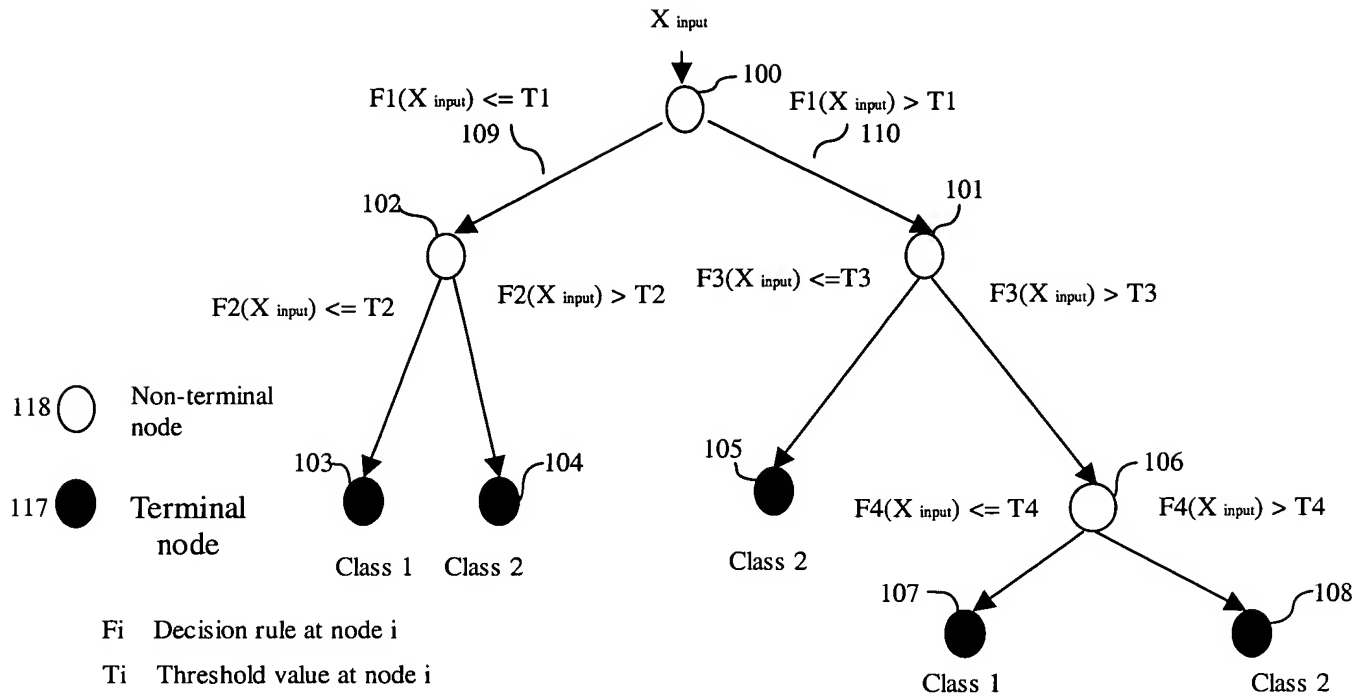 X input
100
F1(X input) <= T1
F1(X input) > T1
109
110
102
101
F2(X input) <= T2
F2(X input) > T2
F3(X input) <=T3
F3(X input) > T3
118
Non-terminal
node
103
104
105
106
117
Terminal
node
F4(X input) <= T4
F4(X input) > T4
Class 1
Class 2
Class 2
107
108
Fi Decision rule at node i
Ti Threshold value at node i
Class 1
Class 2